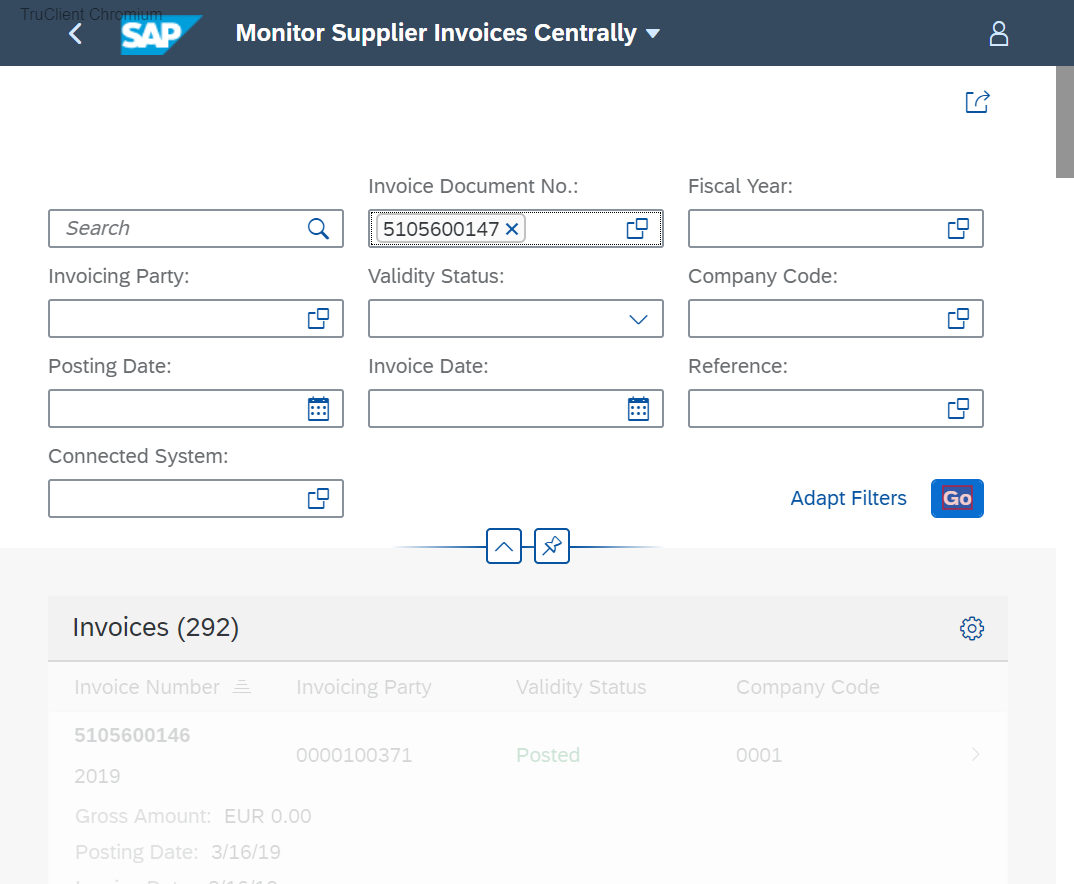 TruClient Chromium
SAP Monitor Supplier Invoices Centrally
Invoice Document No.: Fiscal Year:
Search 5105600147
Invoicing Party: Validity Status: Company Code:
Posting Date: Invoice Date: Reference:
Connected System:
Adapt Filters Go
Invoices (292)
Invoice Number Invoicing Party Validity Status Company Code
5105600146
0000100371 Posted 0001
2019
Gross Amount: EUR 0.00
Posting Date: 3/16/19